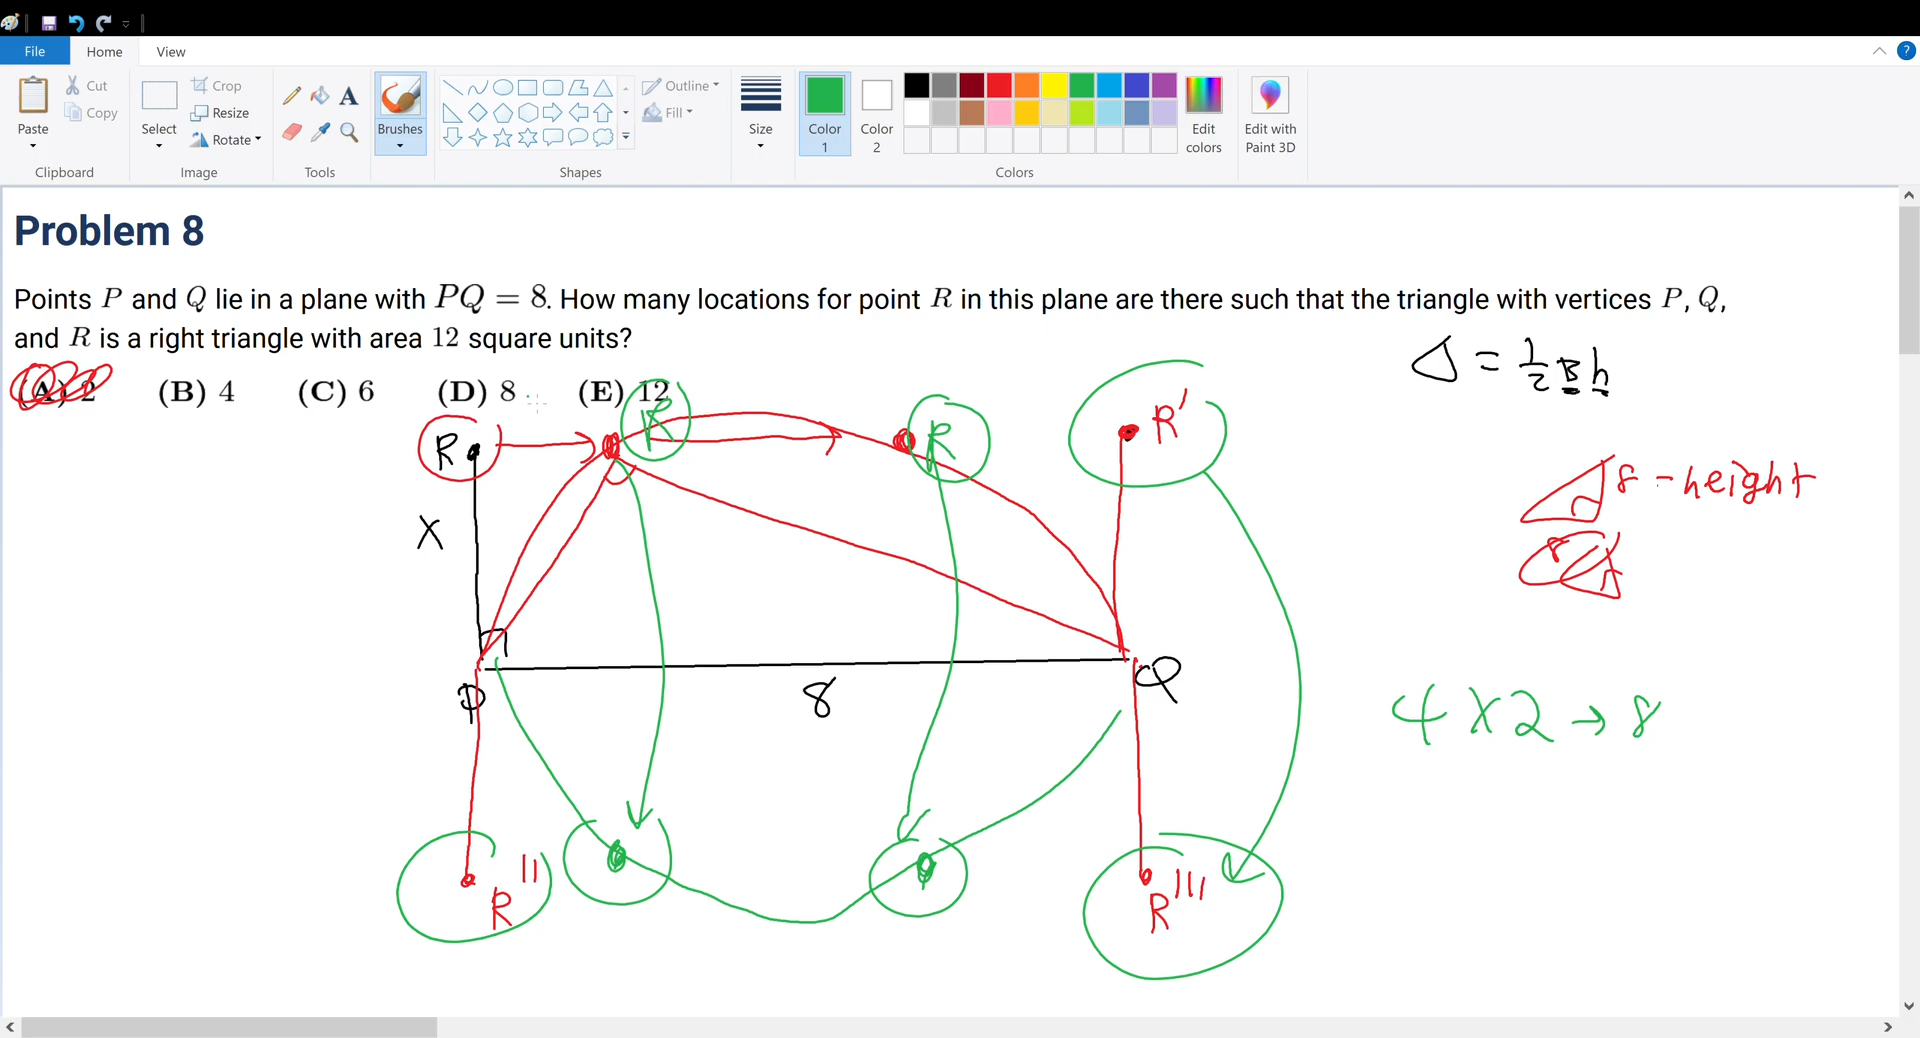 File Home View
Paste Cut Copy Select Crop Resize Rotate A Brushes Outline Fill Size Color 1 Color 2 Edit colors Edit with Paint 3D
Clipboard Image Tools Shapes Colors
Problem 8
Points P and Q lie in a plane with PQ = 8. How many locations for point R in this plane are there such that the triangle with vertices P, Q,
and R is a right triangle with area 12 square units?
(A) 2 (B) 4 (C) 6 (D) 8 (E) 12
Δ = 1/2 B h
R R R R'
8 - height
X
P 8 Q
4 X 2 → 8
R'' R'''